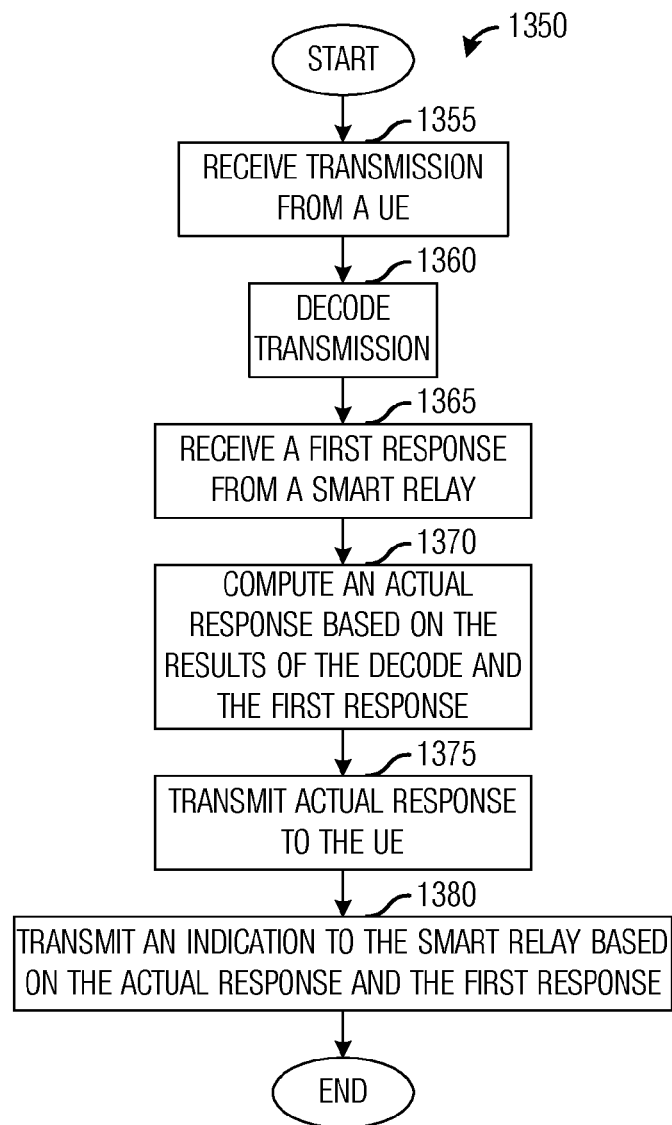 1350
START
1355
RECEIVE TRANSMISSION
FROM A UE
1360
DECODE
TRANSMISSION
1365
RECEIVE A FIRST RESPONSE
FROM A SMART RELAY
1370
COMPUTE AN ACTUAL
RESPONSE BASED ON THE
RESULTS OF THE DECODE AND
THE FIRST RESPONSE
1375
TRANSMIT ACTUAL RESPONSE
TO THE UE
1380
TRANSMIT AN INDICATION TO THE SMART RELAY BASED
ON THE ACTUAL RESPONSE AND THE FIRST RESPONSE
END